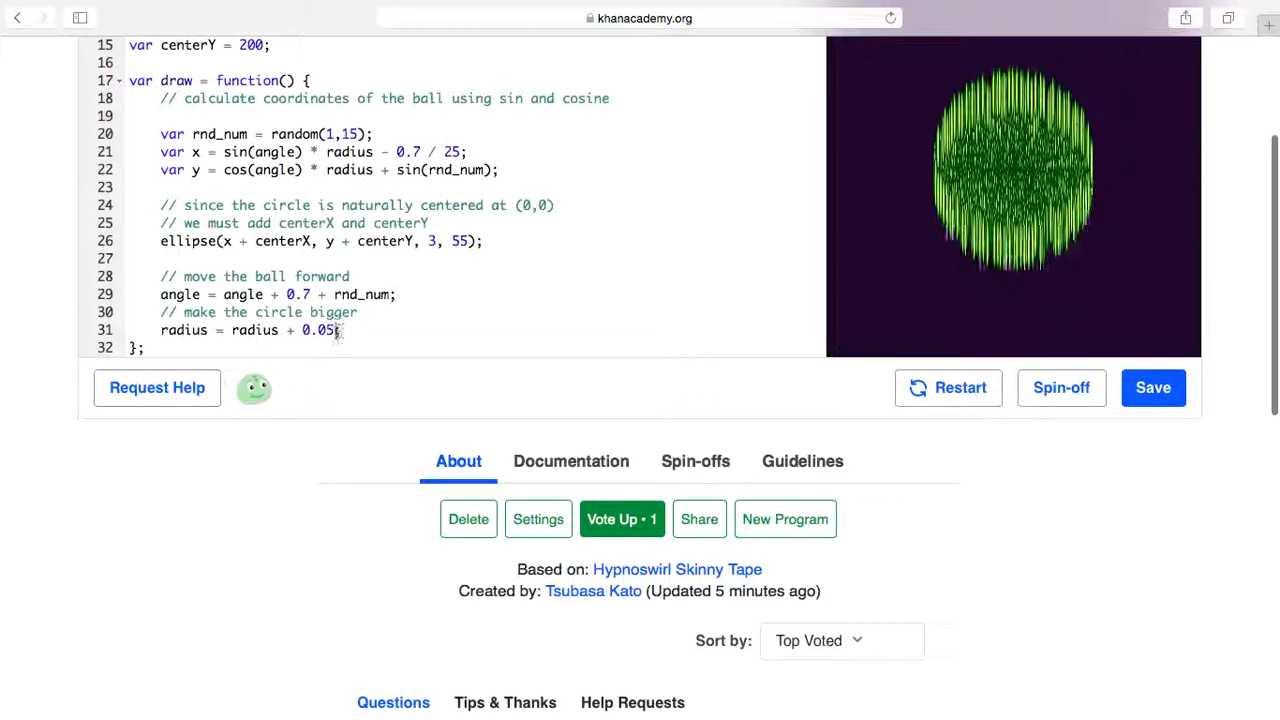 khanacademy.org
15 var centerY = 200;
16
17 var draw = function() {
18 // calculate coordinates of the ball using sin and cosine
19
20 var rnd_num = random(1,15);
21 var x = sin(angle) * radius - 0.7 / 25;
22 var y = cos(angle) * radius + sin(rnd_num);
23
24 // since the circle is naturally centered at (0,0)
25 // we must add centerX and centerY
26 ellipse(x + centerX, y + centerY, 3, 55);
27
28 // move the ball forward
29 angle = angle + 0.7 + rnd_num;
30 // make the circle bigger
31 radius = radius + 0.05;
32 };
Request Help
Restart
Spin-off
Save
About Documentation Spin-offs Guidelines
Delete Settings Vote Up • 1 Share New Program
Based on: Hypnoswirl Skinny Tape
Created by: Tsubasa Kato (Updated 5 minutes ago)
Sort by: Top Voted
Questions Tips & Thanks Help Requests